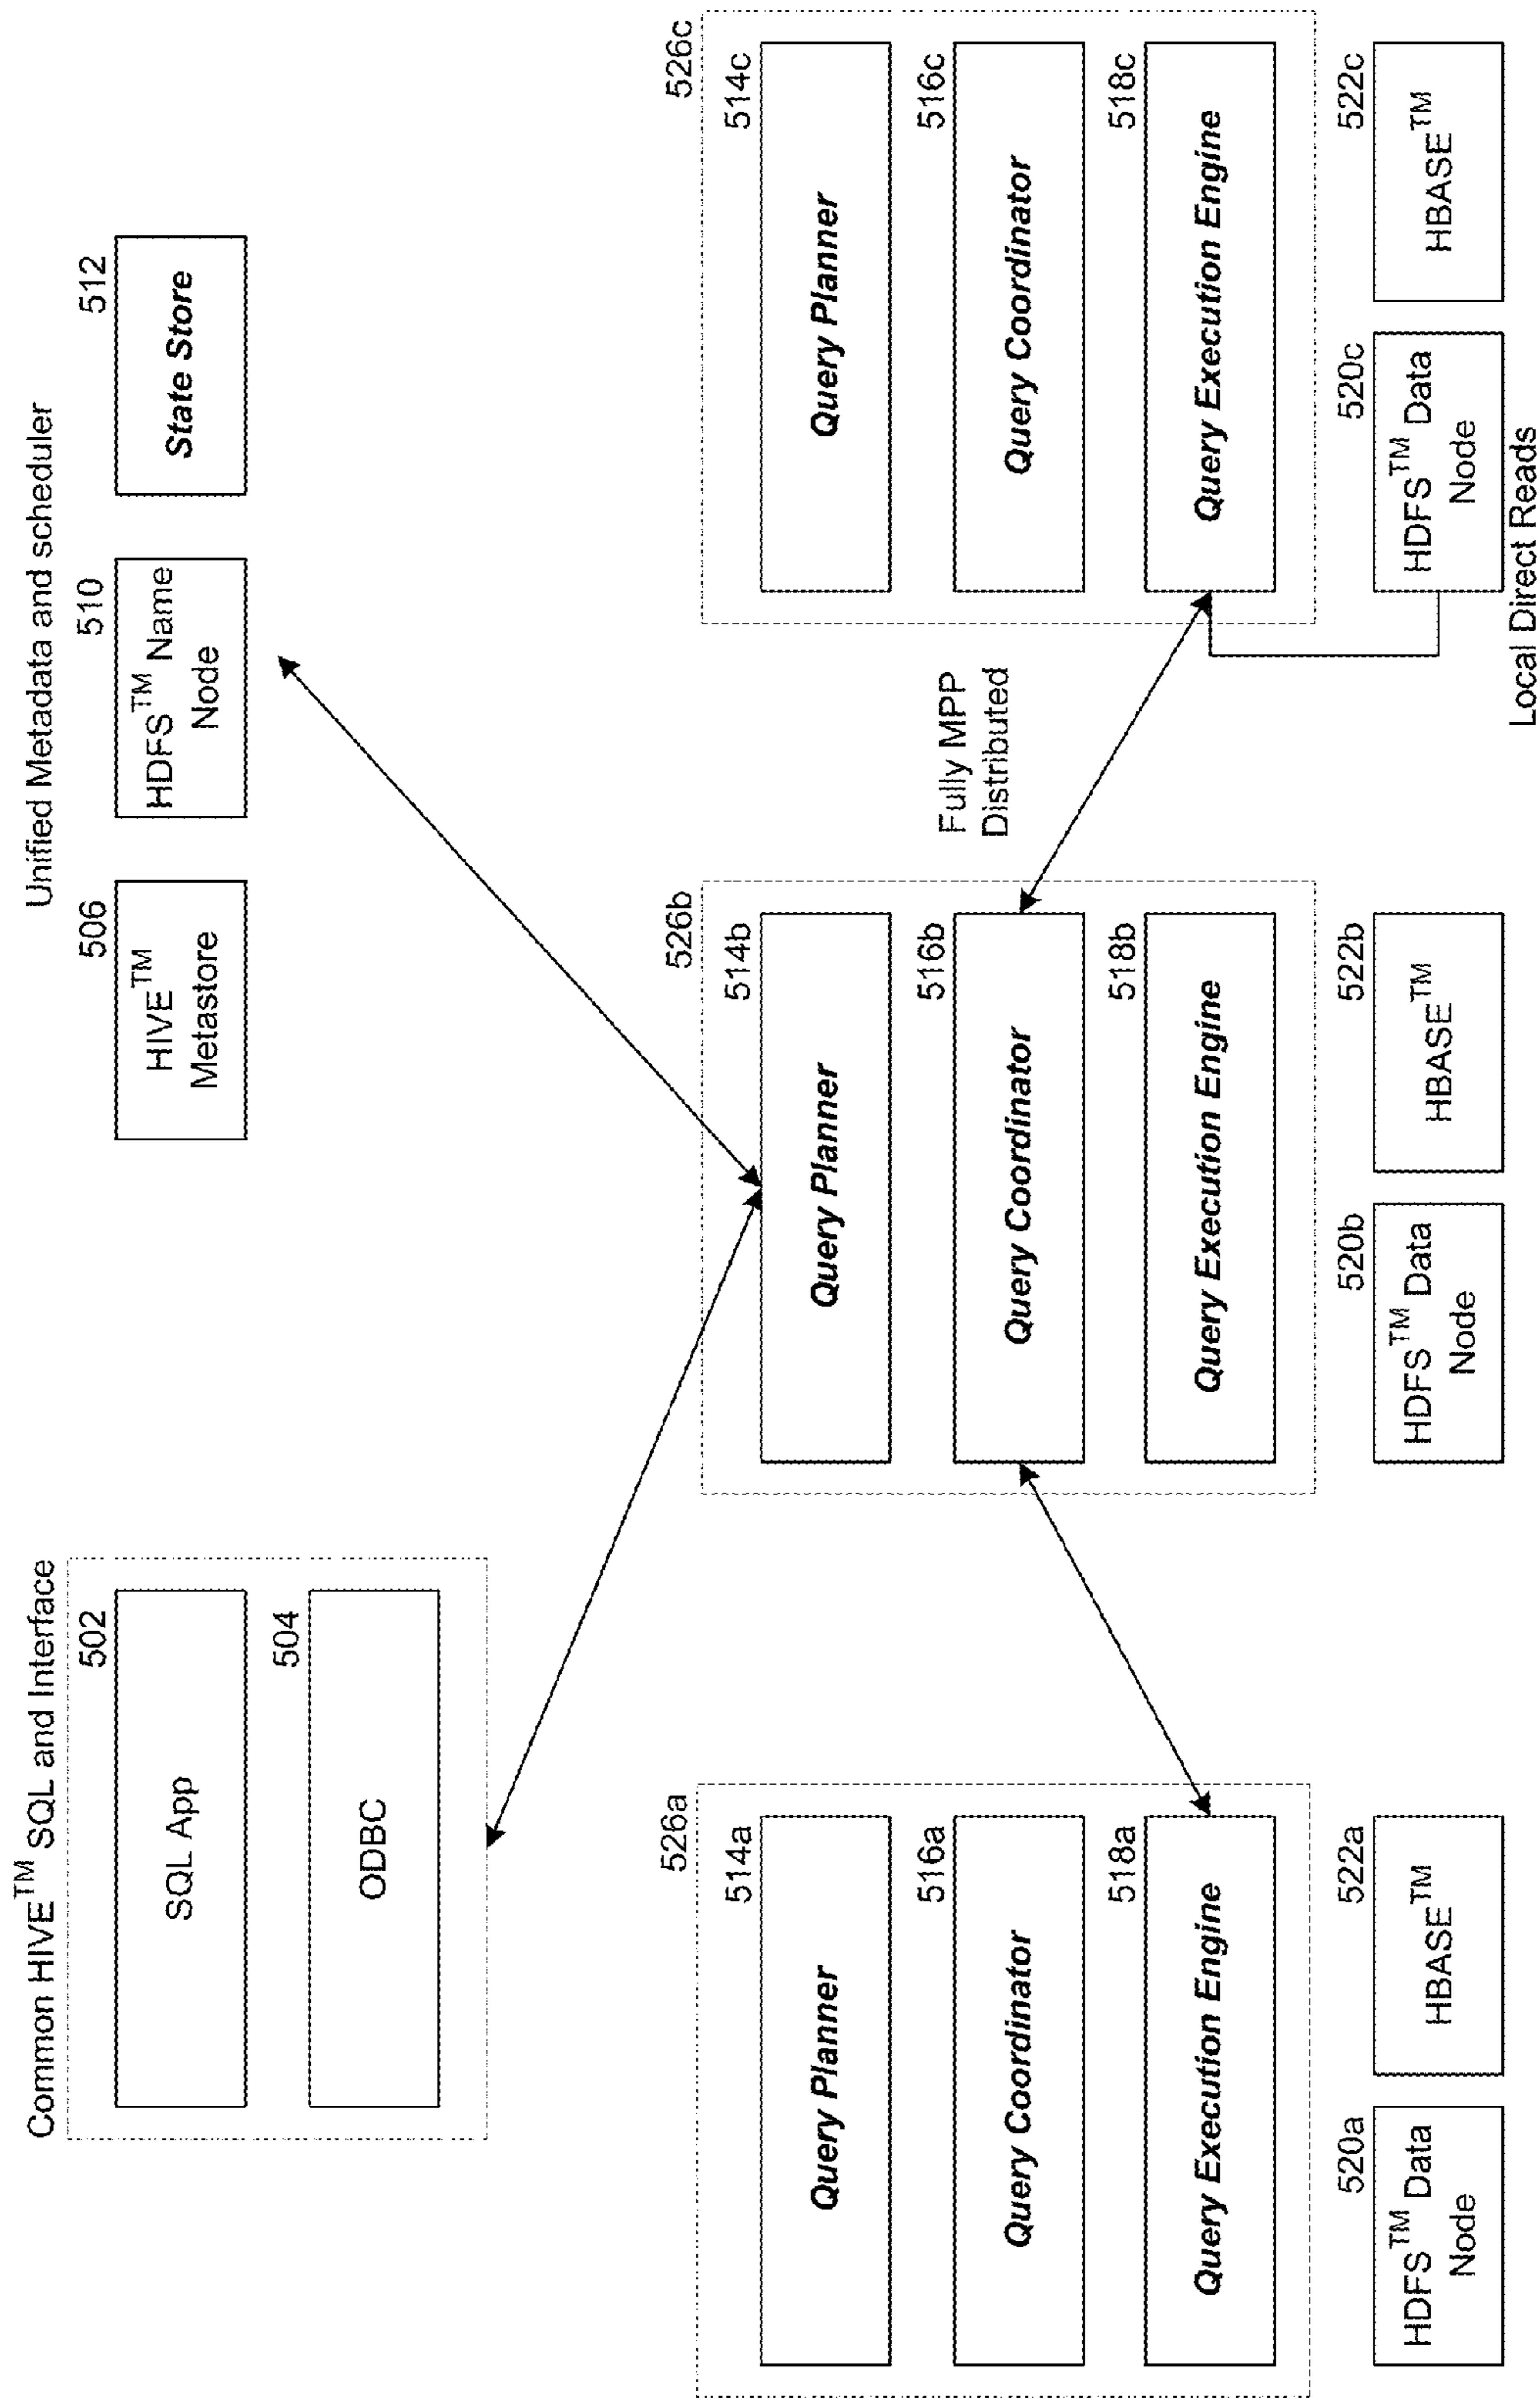 Common HIVE™ SQL and Interface
502
SQL App
504
ODBC
Unified Metadata and scheduler
506
HIVE™
Metastore
510
HDFS™ Name
Node
512
State Store
526a
514a
Query Planner
516a
Query Coordinator
518a
Query Execution Engine
520a
HDFS™ Data
Node
522a
HBASE™
526b
514b
Query Planner
516b
Query Coordinator
518b
Query Execution Engine
520b
HDFS™ Data
Node
522b
HBASE™
Fully MPP
Distributed
526c
514c
Query Planner
516c
Query Coordinator
518c
Query Execution Engine
520c
HDFS™ Data
Node
522c
HBASE™
Local Direct Reads